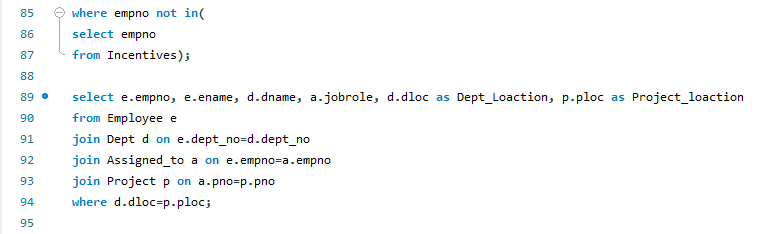 85 where empno not in(
86 select empno
87 from Incentives);
88
89 select e.empno, e.ename, d.dname, a.jobrole, d.dloc as Dept_Loaction, p.ploc as Project_loaction
90 from Employee e
91 join Dept d on e.dept_no=d.dept_no
92 join Assigned_to a on e.empno=a.empno
93 join Project p on a.pno=p.pno
94 where d.dloc=p.ploc;
95